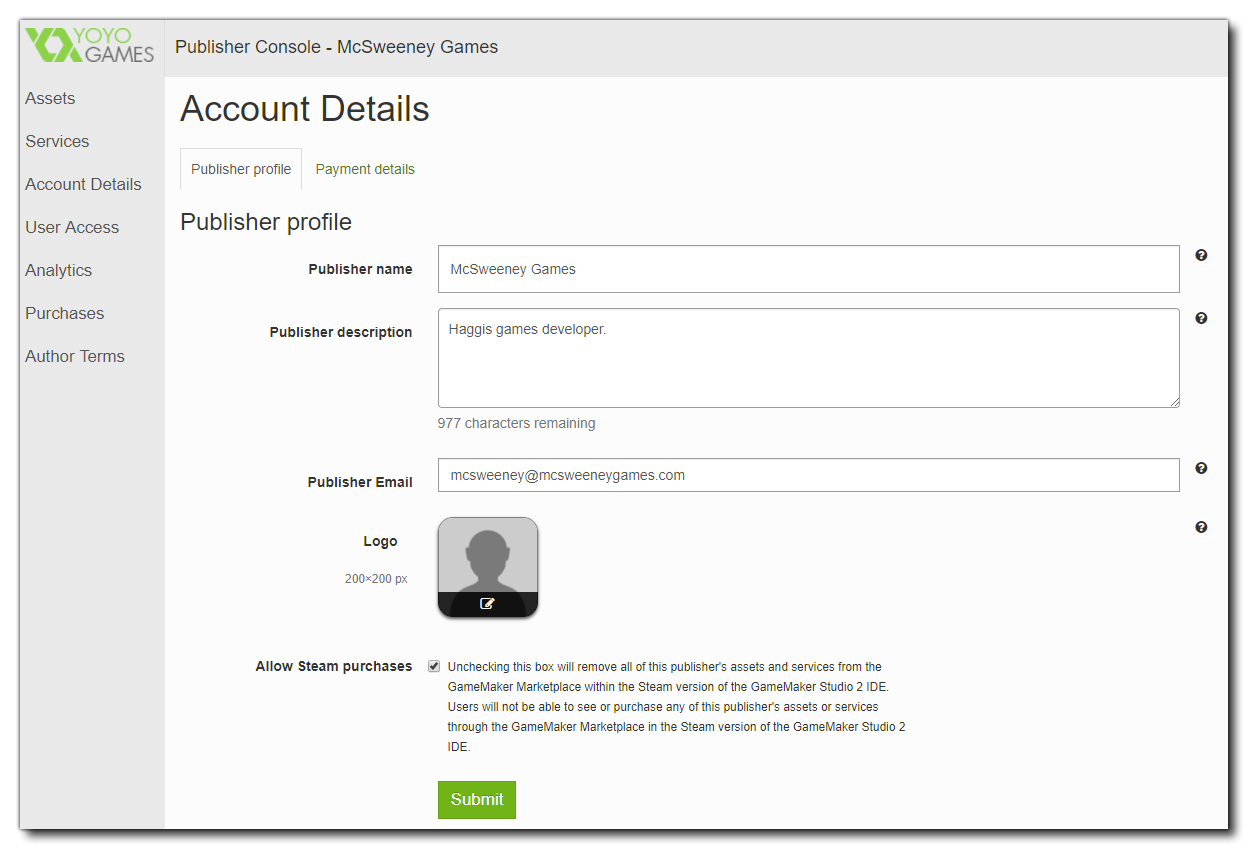 YOYO
GAMES
Publisher Console - McSweeney Games
Assets
Services
Account Details
User Access
Analytics
Purchases
Author Terms
Account Details
Publisher profile
Payment details
Publisher profile
Publisher name
McSweeney Games
Publisher description
Haggis games developer.
977 characters remaining
Publisher Email
mcsweeney@mcsweeneygames.com
Logo
200×200 px
Allow Steam purchases
Unchecking this box will remove all of this publisher's assets and services from the
GameMaker Marketplace within the Steam version of the GameMaker Studio 2 IDE.
Users will not be able to see or purchase any of this publisher's assets or services
through the GameMaker Marketplace in the Steam version of the GameMaker Studio 2
IDE.
Submit